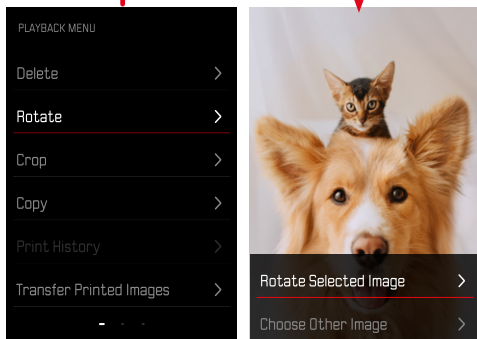 PLAYBACK MENU
Delete
Rotate
Crop
Copy
Print History
Transfer Printed Images
Rotate Selected Image
Choose Other Image